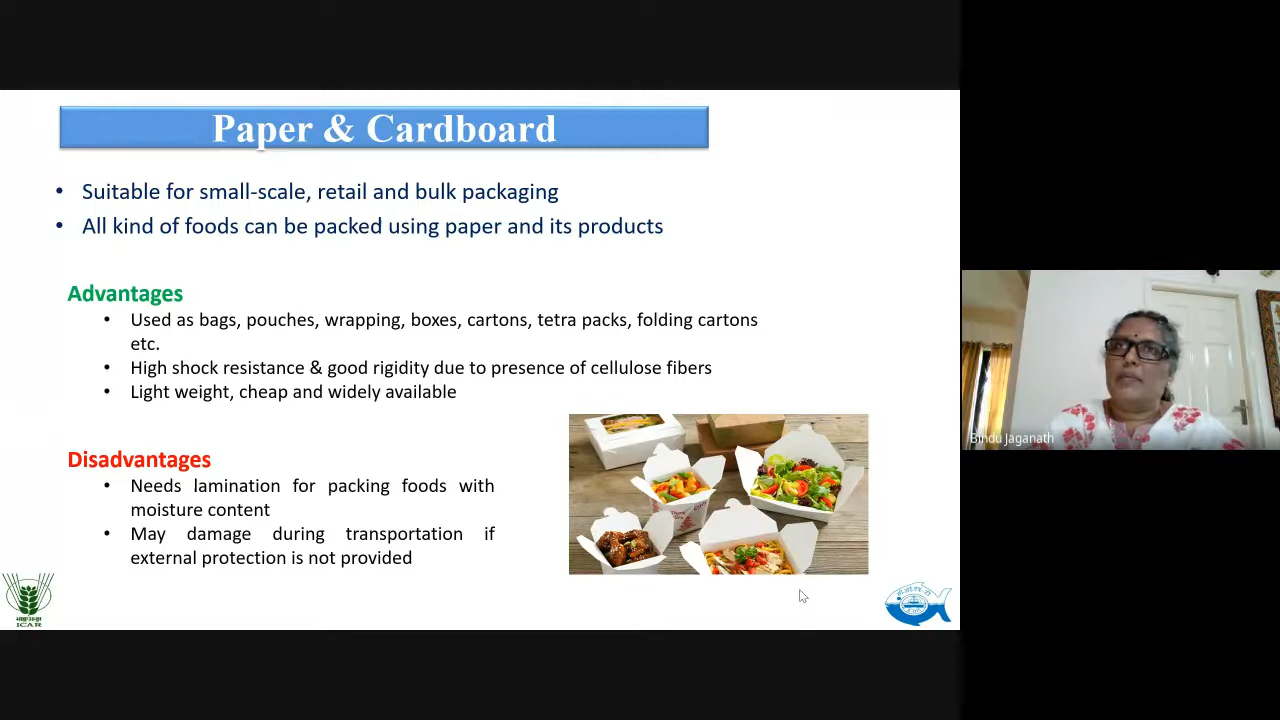 Paper & Cardboard
• Suitable for small-scale, retail and bulk packaging
• All kind of foods can be packed using paper and its products
Advantages
• Used as bags, pouches, wrapping, boxes, cartons, tetra packs, folding cartons
etc.
• High shock resistance & good rigidity due to presence of cellulose fibers
• Light weight, cheap and widely available
Disadvantages
• Needs lamination for packing foods with
moisture content
• May damage during transportation if
external protection is not provided
ICAR
Bindu Jaganath